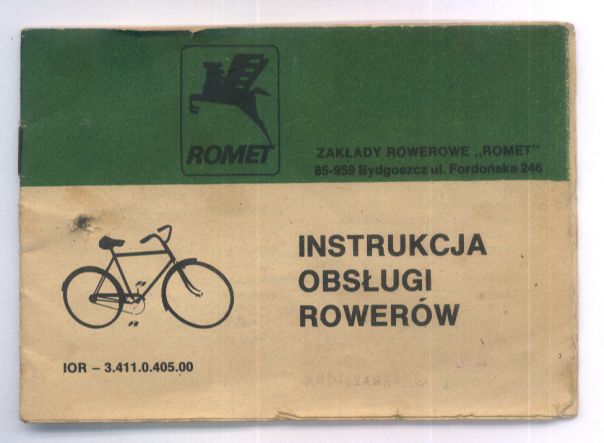 ROMET
ZAKŁADY ROWEROWE „ROMET"
85-959 Bydgoszcz ul. Fordońska 246
INSTRUKCJA
OBSŁUGI
ROWERÓW
IOR – 3.411.0.405.00